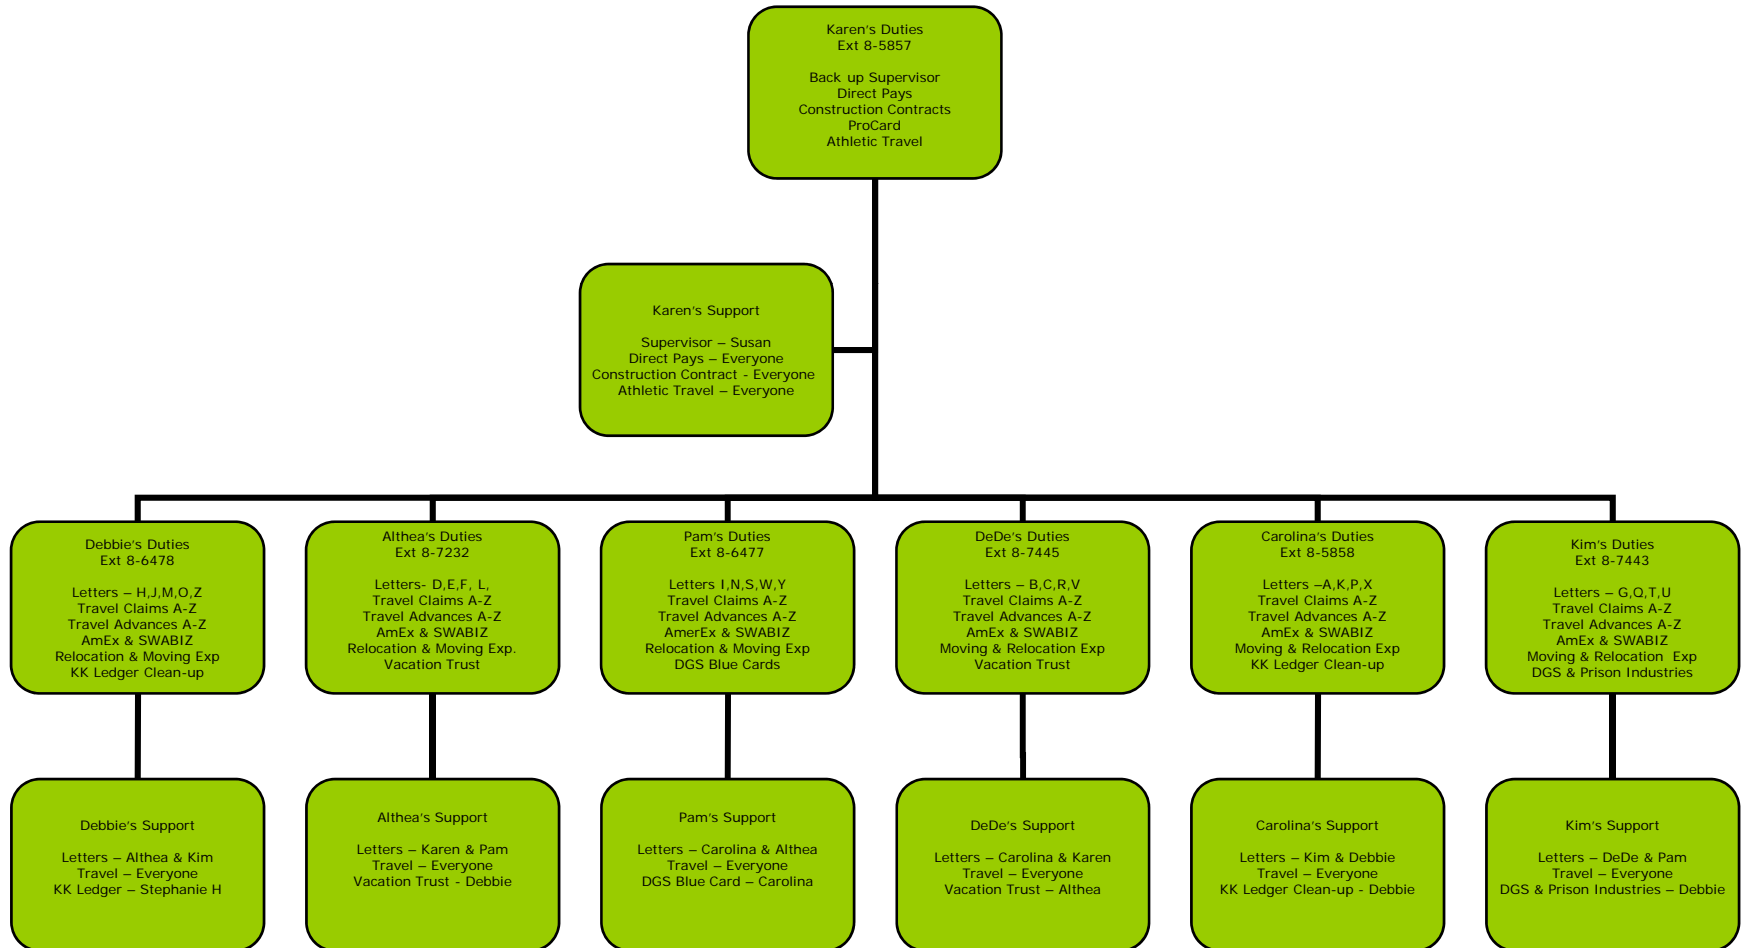 Karen's Duties
Ext 8-5857
Back up Supervisor
Direct Pays
Construction Contracts
ProCard
Athletic Travel
Karen's Support
Supervisor – Susan
Direct Pays – Everyone
Construction Contract - Everyone
Athletic Travel – Everyone
Debbie's Duties
Ext 8-6478
Letters – H,J,M,O,Z
Travel Claims A-Z
Travel Advances A-Z
AmEx & SWABIZ
Relocation & Moving Exp
KK Ledger Clean-up
Althea's Duties
Ext 8-7232
Letters- D,E,F, L,
Travel Claims A-Z
Travel Advances A-Z
AmEx & SWABIZ
Relocation & Moving Exp.
Vacation Trust
Pam's Duties
Ext 8-6477
Letters I,N,S,W,Y
Travel Claims A-Z
Travel Advances A-Z
AmerEx & SWABIZ
Relocation & Moving Exp
DGS Blue Cards
DeDe's Duties
Ext 8-7445
Letters – B,C,R,V
Travel Claims A-Z
Travel Advances A-Z
AmEx & SWABIZ
Moving & Relocation Exp
Vacation Trust
Carolina's Duties
Ext 8-5858
Letters –A,K,P,X
Travel Claims A-Z
Travel Advances A-Z
AmEx & SWABIZ
Moving & Relocation Exp
KK Ledger Clean-up
Kim's Duties
Ext 8-7443
Letters – G,Q,T,U
Travel Claims A-Z
Travel Advances A-Z
AmEx & SWABIZ
Moving & Relocation  Exp
DGS & Prison Industries
Debbie's Support
Letters – Althea & Kim
Travel – Everyone
KK Ledger – Stephanie H
Althea's Support
Letters – Karen & Pam
Travel – Everyone
Vacation Trust - Debbie
Pam's Support
Letters – Carolina & Althea
Travel – Everyone
DGS Blue Card – Carolina
DeDe's Support
Letters – Carolina & Karen
Travel – Everyone
Vacation Trust – Althea
Carolina's Support
Letters – Kim & Debbie
Travel – Everyone
KK Ledger Clean-up - Debbie
Kim's Support
Letters – DeDe & Pam
Travel – Everyone
DGS & Prison Industries – Debbie